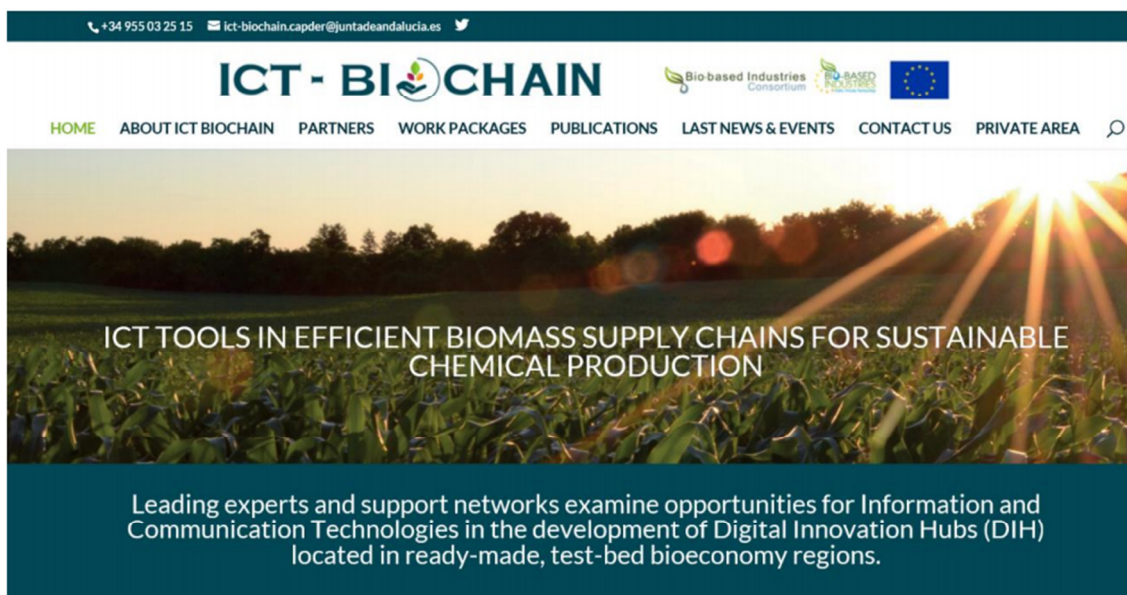 +34 955 03 25 15 ict-biochain.capder@juntadeandalucia.es
ICT - BIOCHAIN
Bio-based Industries
Consortium
BIO-BASED
INDUSTRIES
HOME ABOUT ICT BIOCHAIN PARTNERS WORK PACKAGES PUBLICATIONS LAST NEWS & EVENTS CONTACT US PRIVATE AREA
ICT TOOLS IN EFFICIENT BIOMASS SUPPLY CHAINS FOR SUSTAINABLE
CHEMICAL PRODUCTION
Leading experts and support networks examine opportunities for Information and
Communication Technologies in the development of Digital Innovation Hubs (DIH)
located in ready-made, test-bed bioeconomy regions.